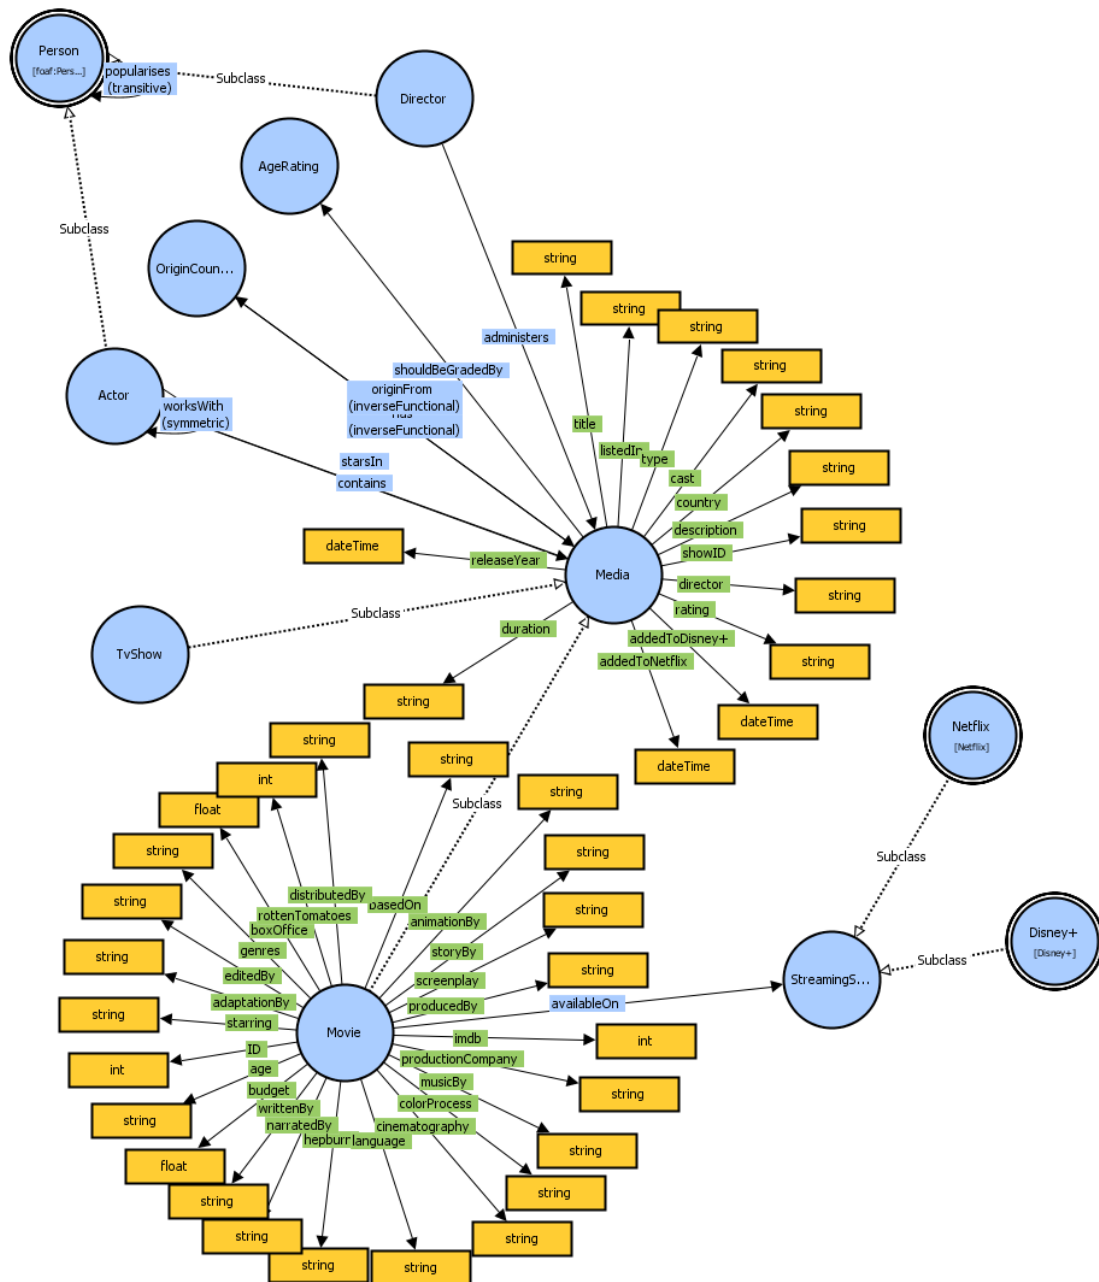 Person
[foaf:Pers...]
popularises
(transitive)
Subclass
Director
AgeRating
Subclass
OriginCoun...
string
string
string
administers
string
shouldBeGradedBy
Actor
worksWith
(symmetric)
originFrom
(inverseFunctional)
(inverseFunctional)
string
title
listedIn
type
starsIn
contains
cast
country
string
description
string
dateTime
releaseYear
showID
Media
director
string
rating
Subclass
duration
addedToDisney+
addedToNetflix
string
TvShow
string
dateTime
dateTime
string
string
int
float
Subclass
string
Netflix
[Netflix]
string
string
string
distributedBy
basedOn
rottenTomatoes
animationBy
boxOffice
string
Subclass
genres
storyBy
editedBy
screenplay
string
string
adaptationBy
producedBy
availableOn
StreamingS...
Subclass
Disney+
[Disney+]
string
starring
Movie
imdb
int
ID
productionCompany
int
age
musicBy
string
budget
colorProcess
writtenBy
cinematography
narratedBy
language
string
string
float
string
string
string
string
string
string